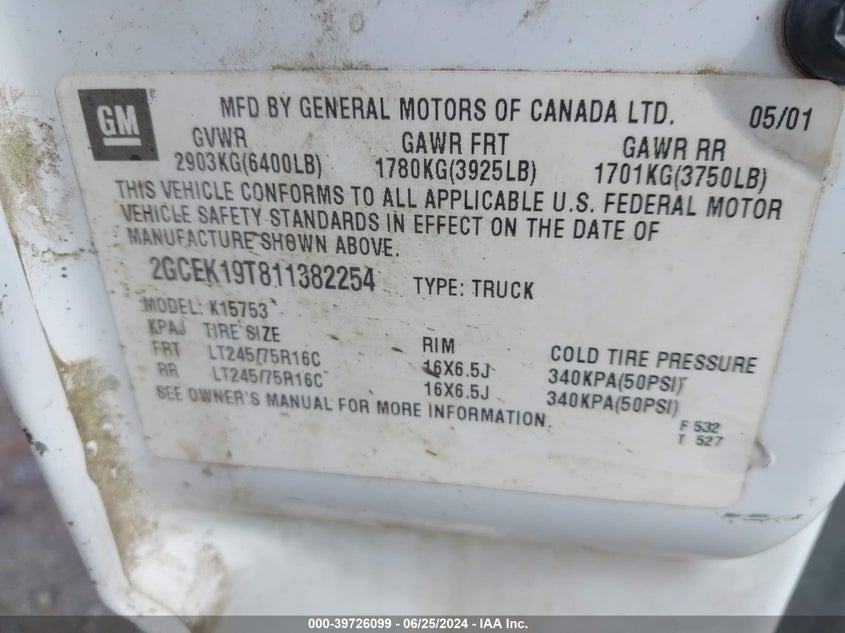 GM
MFD BY GENERAL MOTORS OF CANADA LTD. 05/01
GVWR GAWR FRT GAWR RR
2903KG(6400LB) 1780KG(3925LB) 1701KG(3750LB)
THIS VEHICLE CONFORMS TO ALL APPLICABLE U.S. FEDERAL MOTOR
VEHICLE SAFETY STANDARDS IN EFFECT ON THE DATE OF
MANUFACTURE SHOWN ABOVE.
2GCEK19T811382254 TYPE: TRUCK
MODEL: K15753
KPAJ TIRE SIZE RIM COLD TIRE PRESSURE
FRT LT245/75R16C 16X6.5J 340KPA(50PSI)
RR LT245/75R16C 16X6.5J 340KPA(50PSI)
SEE OWNER'S MANUAL FOR MORE INFORMATION.
F 532
T 527
000-39726099 - 06/25/2024 - IAA Inc.